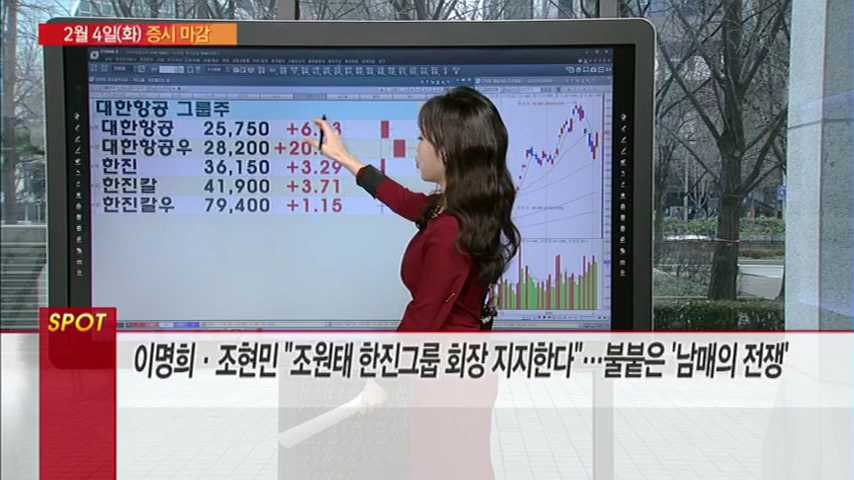 2월 4일(화) 증시 마감
대한항공 그룹주
대한항공 25,750
대한항공우 28,200
한진 36,150 +3.29
한진칼 41,900 +3.71
한진칼우 79,400 +1.15
SPOT
이명희·조현민 "조원태 한진그룹 회장 지지한다"…불붙은 '남매의 전쟁'